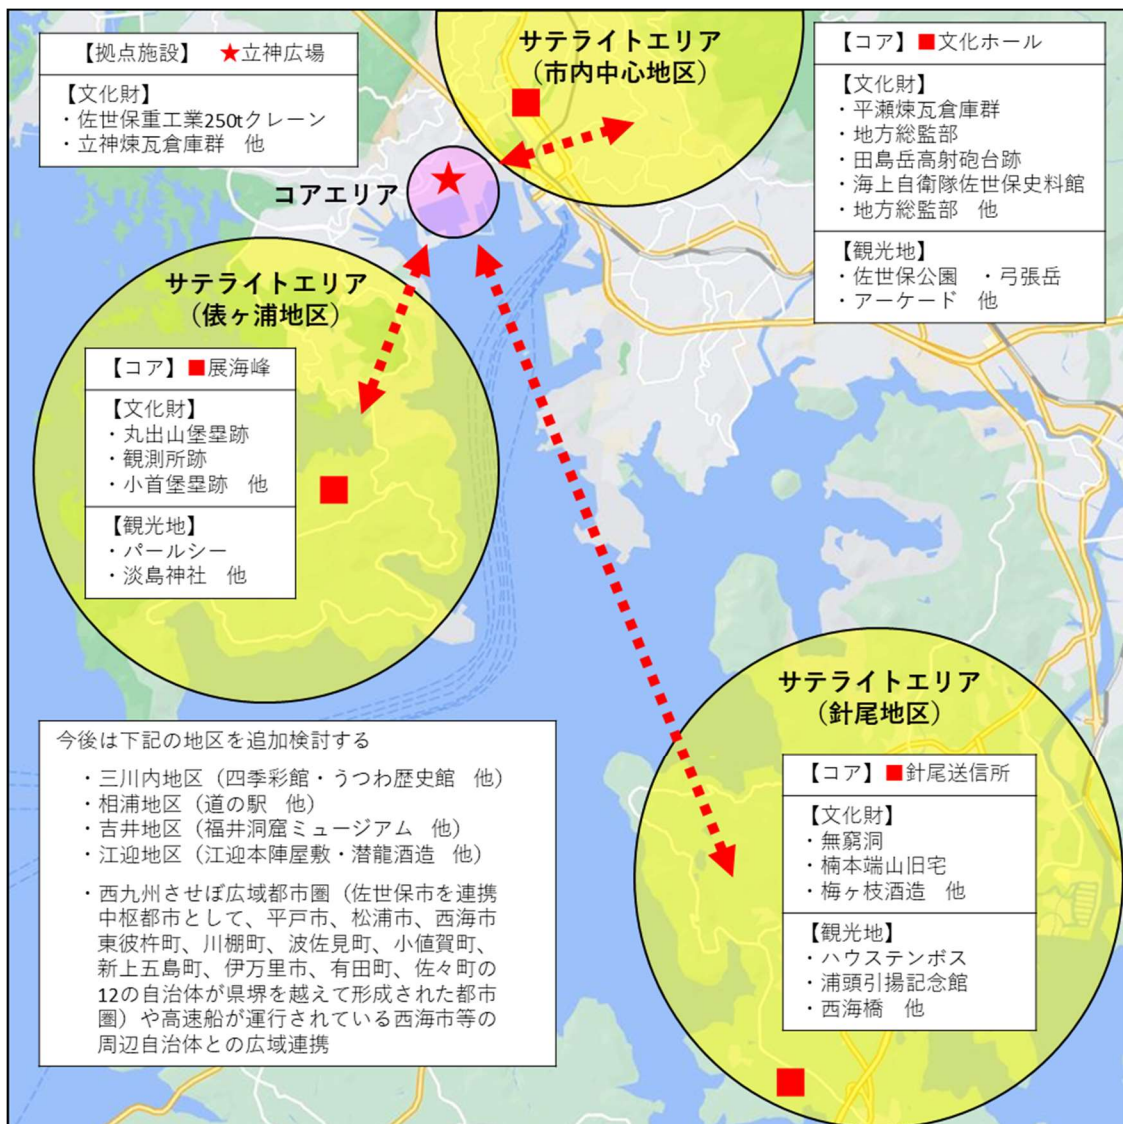 【拠点施設】　★立神広場
【文化財】
・佐世保重工業250tクレーン
・立神煉瓦倉庫群　他
サテライトエリア
（市内中心地区）
【コア】■文化ホール
【文化財】
・平瀬煉瓦倉庫群
・地方総監部
・田島岳高射砲台跡
・海上自衛隊佐世保史料館
・地方総監部　他
【観光地】
・佐世保公園　・弓張岳
・アーケード　他
コアエリア
サテライトエリア
（俵ヶ浦地区）
【コア】■展海峰
【文化財】
・丸出山堡塁跡
・観測所跡
・小首堡塁跡　他
【観光地】
・パールシー
・淡島神社　他
サテライトエリア
（針尾地区）
【コア】■針尾送信所
【文化財】
・無窮洞
・楠本端山旧宅
・梅ヶ枝酒造　他
【観光地】
・ハウステンボス
・浦頭引揚記念館
・西海橋　他
今後は下記の地区を追加検討する
・三川内地区（四季彩館・うつわ歴史館　他）
・相浦地区（道の駅　他）
・吉井地区（福井洞窟ミュージアム　他）
・江迎地区（江迎本陣屋敷・潜龍酒造　他）
・西九州させぼ広域都市圏（佐世保市を連携
中枢都市として、平戸市、松浦市、西海市
東彼杵町、川棚町、波佐見町、小値賀町、
新上五島町、伊万里市、有田町、佐々町の
12の自治体が県堺を越えて形成された都市
圏）や高速船が運行されている西海市等の
周辺自治体との広域連携